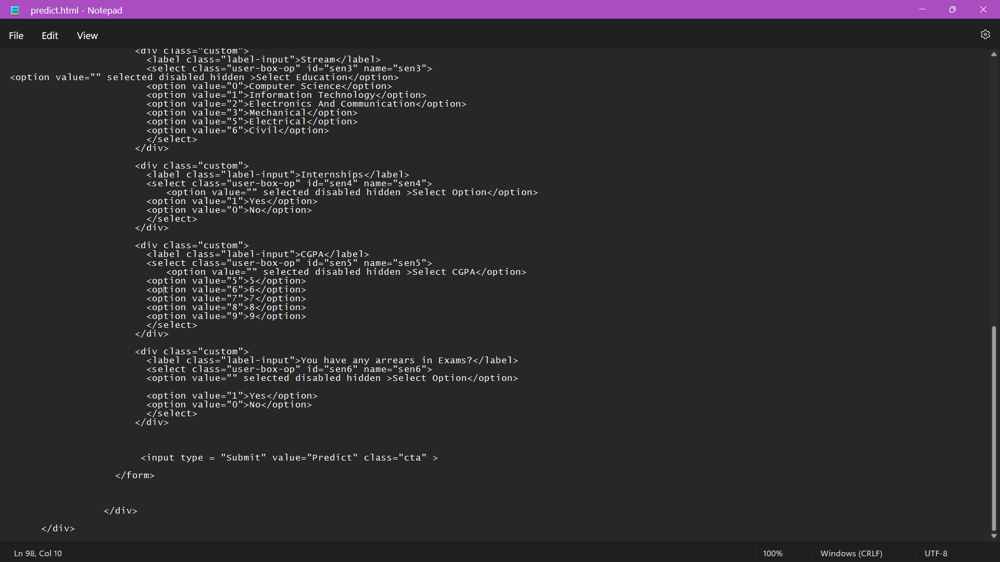 predict.html - Notepad
File Edit View
<div class="custom">
<label class="label-input">Stream</label>
<select class="user-box-op" id="sen3" name="sen3">
<option value="" selected disabled hidden >Select Education</option>
<option value="0">Computer Science</option>
<option value="1">Information Technology</option>
<option value="2">Electronics And Communication</option>
<option value="3">Mechanical</option>
<option value="5">Electrical</option>
<option value="6">Civil</option>
</select>
</div>
<div class="custom">
<label class="label-input">Internships</label>
<select class="user-box-op" id="sen4" name="sen4">
<option value="" selected disabled hidden >Select Option</option>
<option value="1">Yes</option>
<option value="0">No</option>
</select>
</div>
<div class="custom">
<label class="label-input">CGPA</label>
<select class="user-box-op" id="sen5" name="sen5">
<option value="" selected disabled hidden >Select CGPA</option>
<option value="5">5</option>
<option value="6">6</option>
<option value="7">7</option>
<option value="8">8</option>
<option value="9">9</option>
</select>
</div>
<div class="custom">
<label class="label-input">You have any arrears in Exams?</label>
<select class="user-box-op" id="sen6" name="sen6">
<option value="" selected disabled hidden >Select Option</option>
<option value="1">Yes</option>
<option value="0">No</option>
</select>
</div>
<input type = "Submit" value="Predict" class="cta" >
</form>
</div>
</div>
Ln 98, Col 10 100% Windows (CRLF) UTF-8